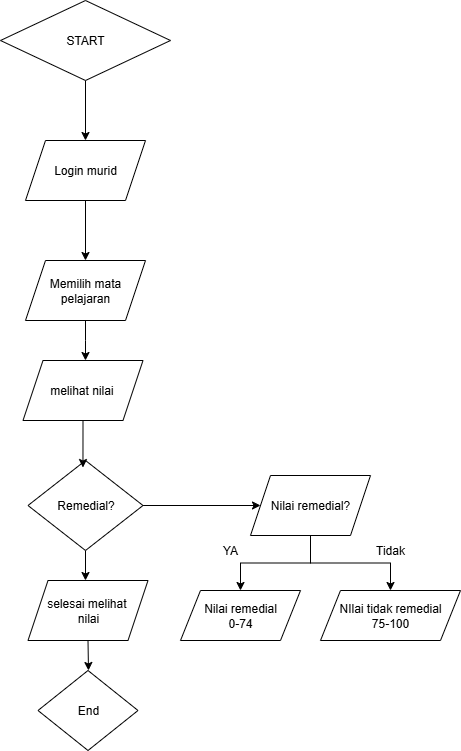 START
Login murid
Memilih mata
pelajaran
melihat nilai
Remedial?
Nilai remedial?
YA
Tidak
selesai melihat
nilai
Nilai remedial
0-74
NIlai tidak remedial
75-100
End